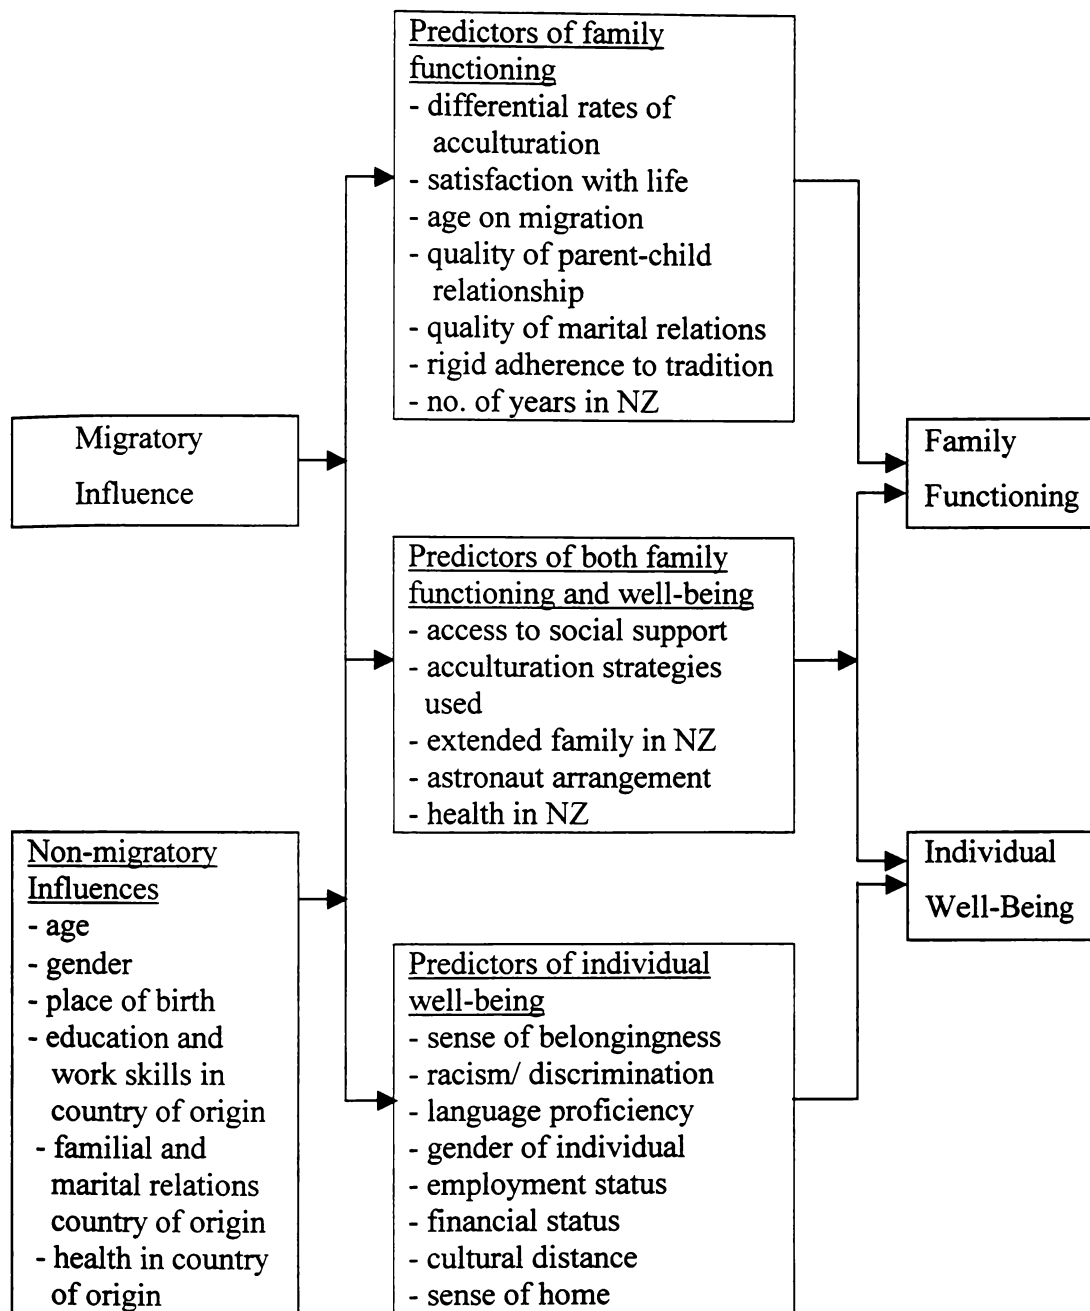 Predictors of family
functioning
- differential rates of
acculturation
- satisfaction with life
- age on migration
- quality of parent-child
relationship
- quality of marital relations
- rigid adherence to tradition
- no. of years in NZ
Migratory
Influence
Family
Functioning
Predictors of both family
functioning and well-being
- access to social support
- acculturation strategies
used
- extended family in NZ
- astronaut arrangement
- health in NZ
Non-migratory
Influences
- age
- gender
- place of birth
- education and
work skills in
country of origin
- familial and
marital relations
country of origin
- health in country
of origin
Individual
Well-Being
Predictors of individual
well-being
- sense of belongingness
- racism/ discrimination
- language proficiency
- gender of individual
- employment status
- financial status
- cultural distance
- sense of home